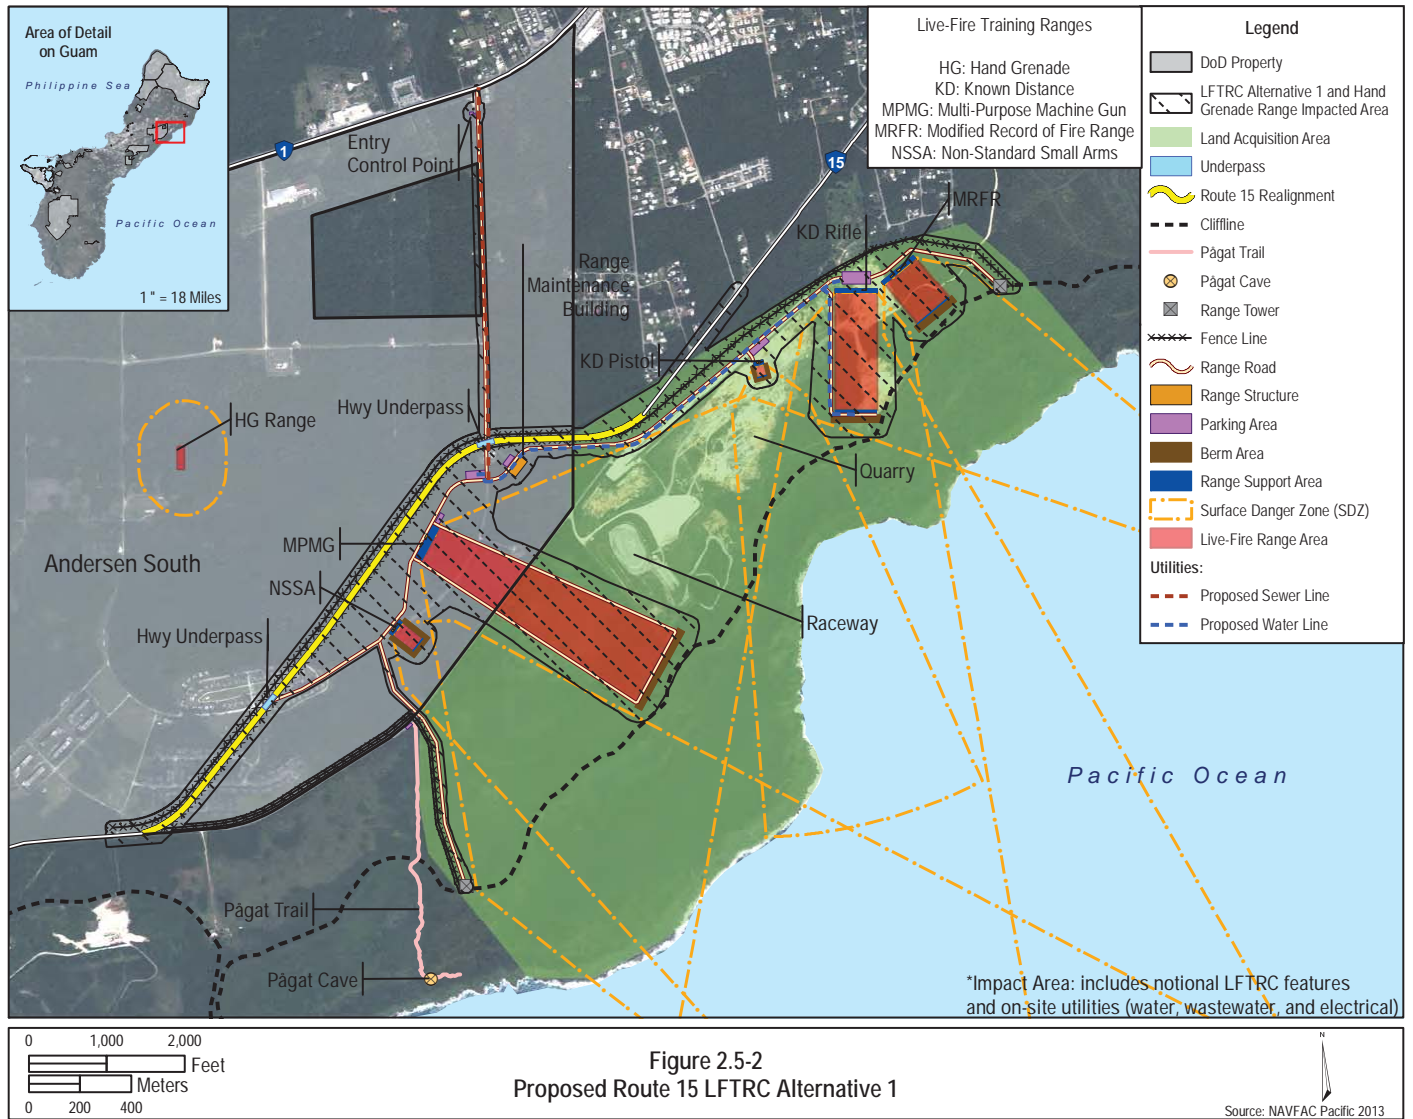 Area of Detail
on Guam
Philippine Sea
Pacific Ocean
1 " = 18 Miles
Live-Fire Training Ranges
HG: Hand Grenade
KD: Known Distance
MPMG: Multi-Purpose Machine Gun
MRFR: Modified Record of Fire Range
NSSA: Non-Standard Small Arms
Legend
DoD Property
LFTRC Alternative 1 and Hand
Grenade Range Impacted Area
Land Acquisition Area
Underpass
Route 15 Realignment
Cliffline
Pågat Trail
Pågat Cave
Range Tower
Fence Line
Range Road
Range Structure
Parking Area
Berm Area
Range Support Area
Surface Danger Zone (SDZ)
Live-Fire Range Area
Utilities:
Proposed Sewer Line
Proposed Water Line
1
Entry
Control Point
15
MRFR
KD Rifle
Range
Maintenance
Building
KD Pistol
Hwy Underpass
HG Range
Quarry
MPMG
Andersen South
NSSA
Raceway
Hwy Underpass
Pacific Ocean
Pågat Trail
Pågat Cave
*Impact Area: includes notional LFTRC features
and on-site utilities (water, wastewater, and electrical)
0 1,000 2,000
Feet
Meters
0 200 400
Figure 2.5-2
Proposed Route 15 LFTRC Alternative 1
N
Source: NAVFAC Pacific 2013